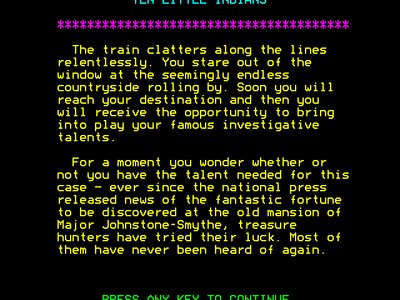 TEN LITTLE INDIANS
***************************************
The train clatters along the lines
relentlessly. You stare out of the
window at the seemingly endless
countryside rolling by. Soon you will
reach your destination and then you
will receive the opportunity to bring
into play your famous investigative
talents.
For a moment you wonder whether or
not you have the talent needed for this
case - ever since the national press
released news of the fantastic fortune
to be discovered at the old mansion of
Major Johnstone-Smythe, treasure
hunters have tried their luck. Most of
them have never been heard of again.
PRESS ANY KEY TO CONTINUE